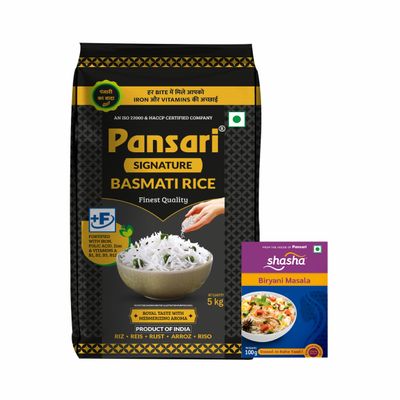 हर BITE में मिले आपको
IRON और VITAMINS की अच्छाई
AN ISO 22000 & HACCP CERTIFIED COMPANY
Pansari®
SIGNATURE
BASMATI RICE
Finest Quality
+F
FORTIFIED
WITH IRON,
FOLIC ACID, Zinc
& VITAMINS A
B1, B2, B3, B12
5 kg
ROYAL TASTE WITH
MESMERIZING AROMA
PRODUCT OF INDIA
RIZ - REIS - RIJST - ARROZ - RISO
FROM THE HOUSE OF Pansari
shasha
Biryani Masala
100g